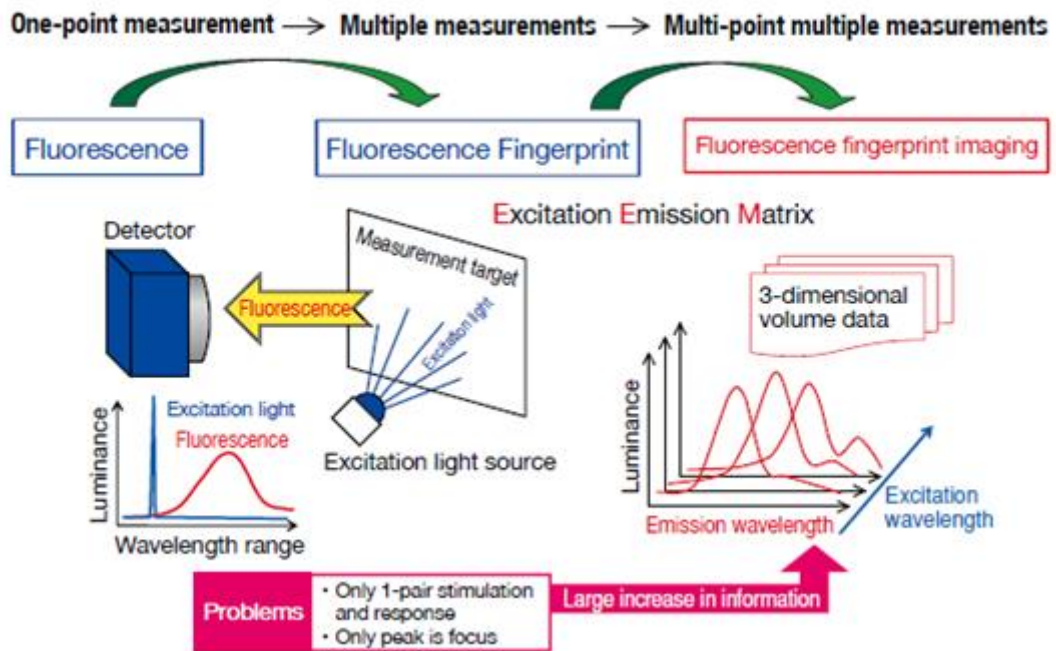 One-point measurement → Multiple measurements → Multi-point multiple measurements
Fluorescence
Fluorescence Fingerprint
Fluorescence fingerprint imaging
Excitation Emission Matrix
Detector
Measurement target
Fluorescence
Excitation light
3-dimensional
volume data
Luminance
Excitation light
Fluorescence
Wavelength range
Excitation light source
Luminance
Emission wavelength
Excitation
wavelength
Problems
・Only 1-pair stimulation
and response
・Only peak is focus
Large increase in information